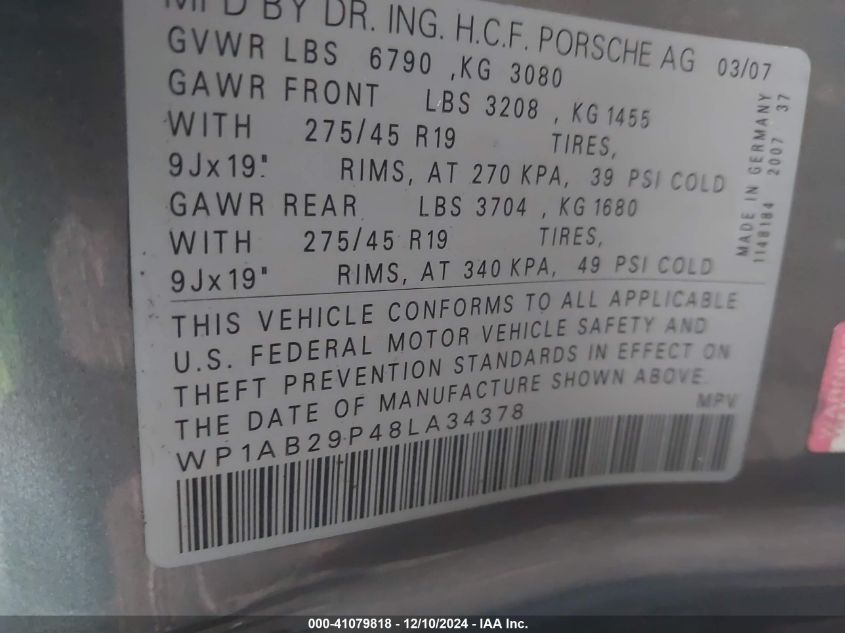 MFD BY DR. ING. H.C.F. PORSCHE AG 03/07
GVWR LBS 6790 ,KG 3080
GAWR FRONT LBS 3208 , KG 1455
WITH 275/45 R19 TIRES,
9Jx19" RIMS, AT 270 KPA, 39 PSI COLD
GAWR REAR LBS 3704 , KG 1680
WITH 275/45 R19 TIRES,
9Jx19" RIMS, AT 340 KPA, 49 PSI COLD
MADE IN GERMANY
1148184 2007 37
THIS VEHICLE CONFORMS TO ALL APPLICABLE
U.S. FEDERAL MOTOR VEHICLE SAFETY AND
THEFT PREVENTION STANDARDS IN EFFECT ON
THE DATE OF MANUFACTURE SHOWN ABOVE.
WP1AB29P48LA34378 MPV
WARNING
000-41079818 - 12/10/2024 - IAA Inc.